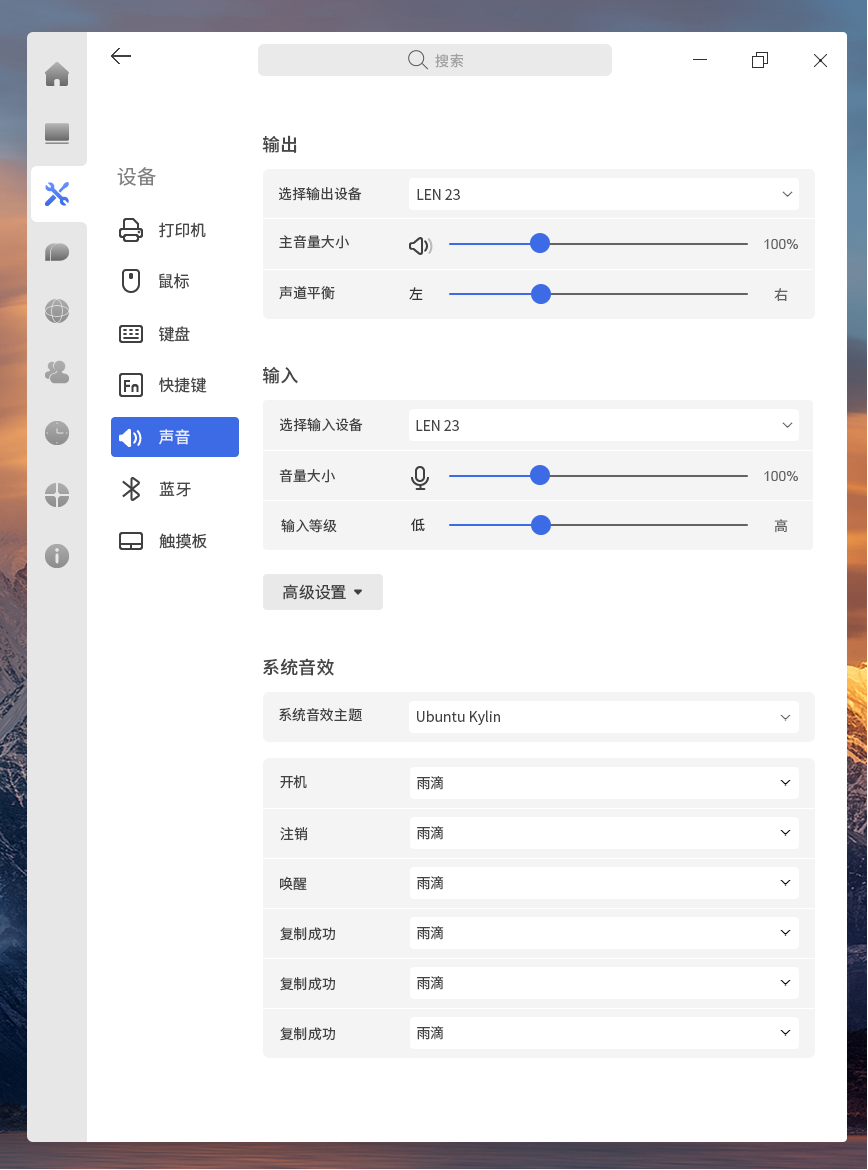 搜索
设备
打印机
鼠标
键盘
Fn
快捷键
声音
蓝牙
触摸板
输出
选择输出设备
LEN 23
主音量大小
100%
声道平衡
左
右
输入
选择输入设备
LEN 23
音量大小
100%
输入等级
低
高
高级设置
系统音效
系统音效主题
Ubuntu Kylin
开机
雨滴
注销
雨滴
唤醒
雨滴
复制成功
雨滴
复制成功
雨滴
复制成功
雨滴